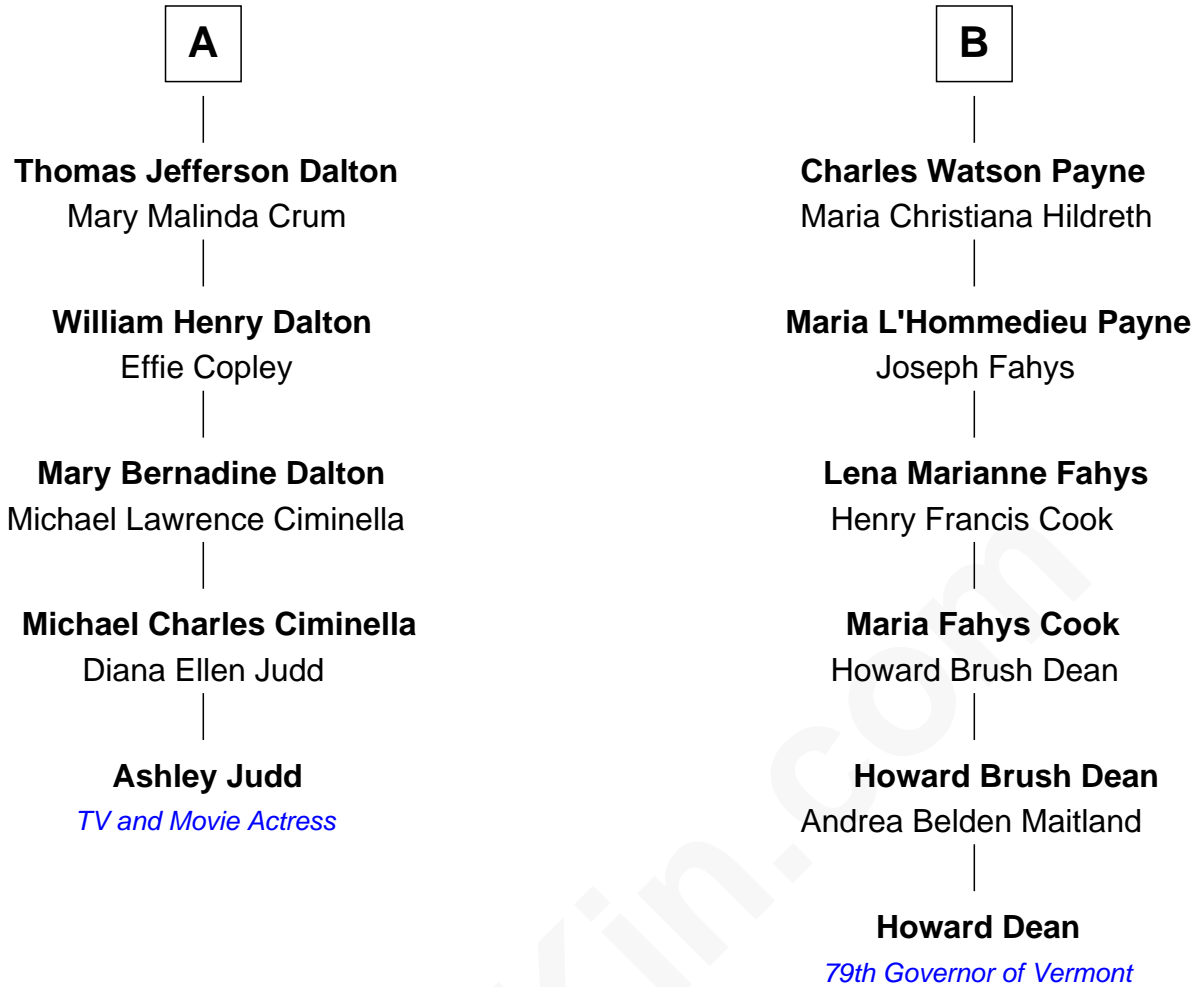 A
Thomas Jefferson Dalton
Mary Malinda Crum
William Henry Dalton
Effie Copley
Mary Bernadine Dalton
Michael Lawrence Ciminella
Michael Charles Ciminella
Diana Ellen Judd
Ashley Judd
TV and Movie Actress
B
Charles Watson Payne
Maria Christiana Hildreth
Maria L'Hommedieu Payne
Joseph Fahys
Lena Marianne Fahys
Henry Francis Cook
Maria Fahys Cook
Howard Brush Dean
Howard Brush Dean
Andrea Belden Maitland
Howard Dean
79th Governor of Vermont
Kin.com